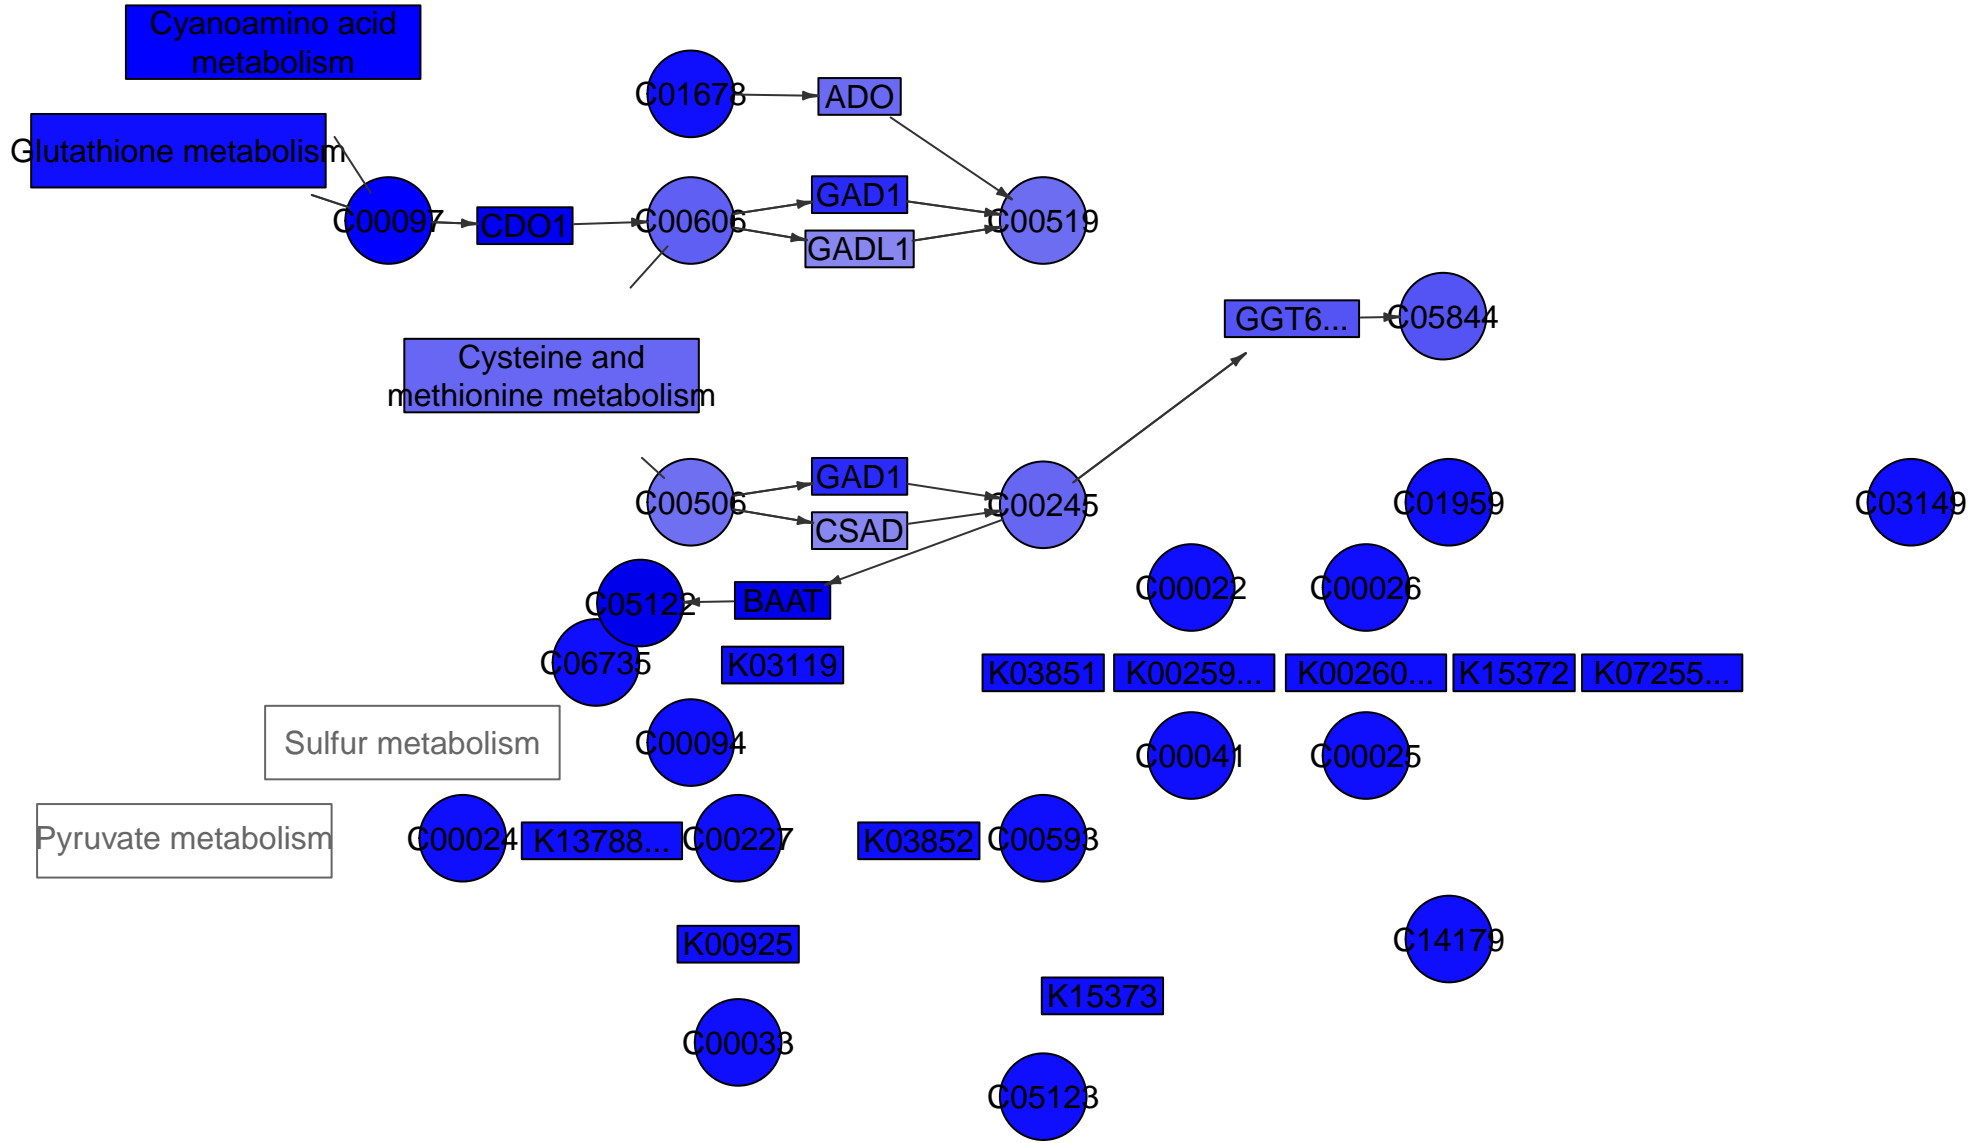 Cyanoamino acid
metabolism
C01678
ADO
Glutathione metabolism
C00097
CDO1
C00606
GAD1
GADL1
C00519
GGT6...
C05844
Cysteine and
methionine metabolism
C00506
GAD1
CSAD
C00245
C01959
C03149
C05122
BAAT
C00022
C00026
C06735
K03119
K03851
K00259...
K00260...
K15372
K07255...
Sulfur metabolism
C00094
C00041
C00025
Pyruvate metabolism
C00024
K13788...
C00227
K03852
C00593
K00925
C14179
K15373
C00033
C05123